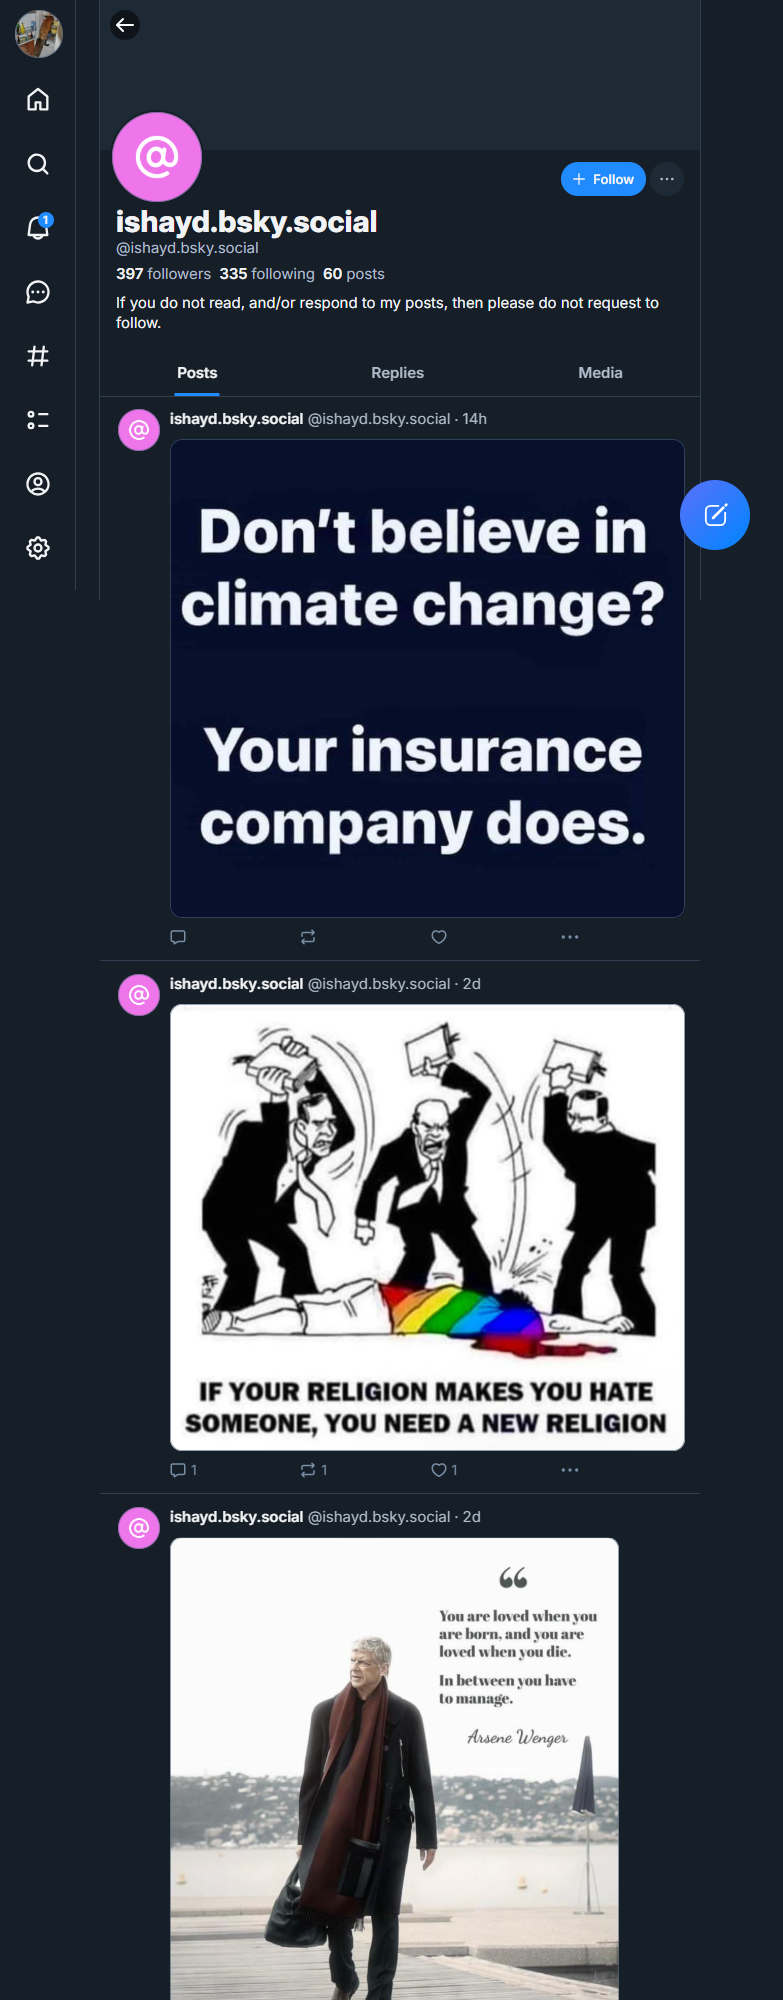 1
@
+ Follow
ishayd.bsky.social
@ishayd.bsky.social
397 followers 335 following 60 posts
If you do not read, and/or respond to my posts, then please do not request to
follow.
Posts Replies Media
@
ishayd.bsky.social @ishayd.bsky.social · 14h
Don't believe in
climate change?
Your insurance
company does.
@
ishayd.bsky.social @ishayd.bsky.social · 2d
IF YOUR RELIGION MAKES YOU HATE
SOMEONE, YOU NEED A NEW RELIGION
1 1 1
@
ishayd.bsky.social @ishayd.bsky.social · 2d
“
You are loved when you
are born, and you are
loved when you die.
In between you have
to manage.
Arsene Wenger